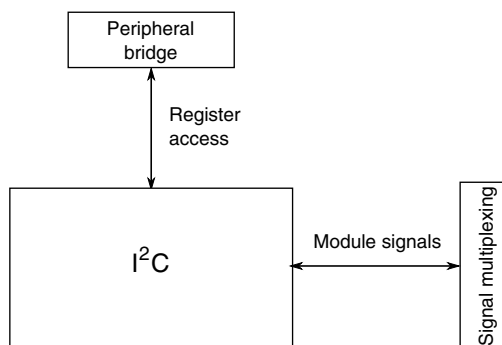 Peripheral
bridge
Register
access
Module signals
I²C
Signal multiplexing